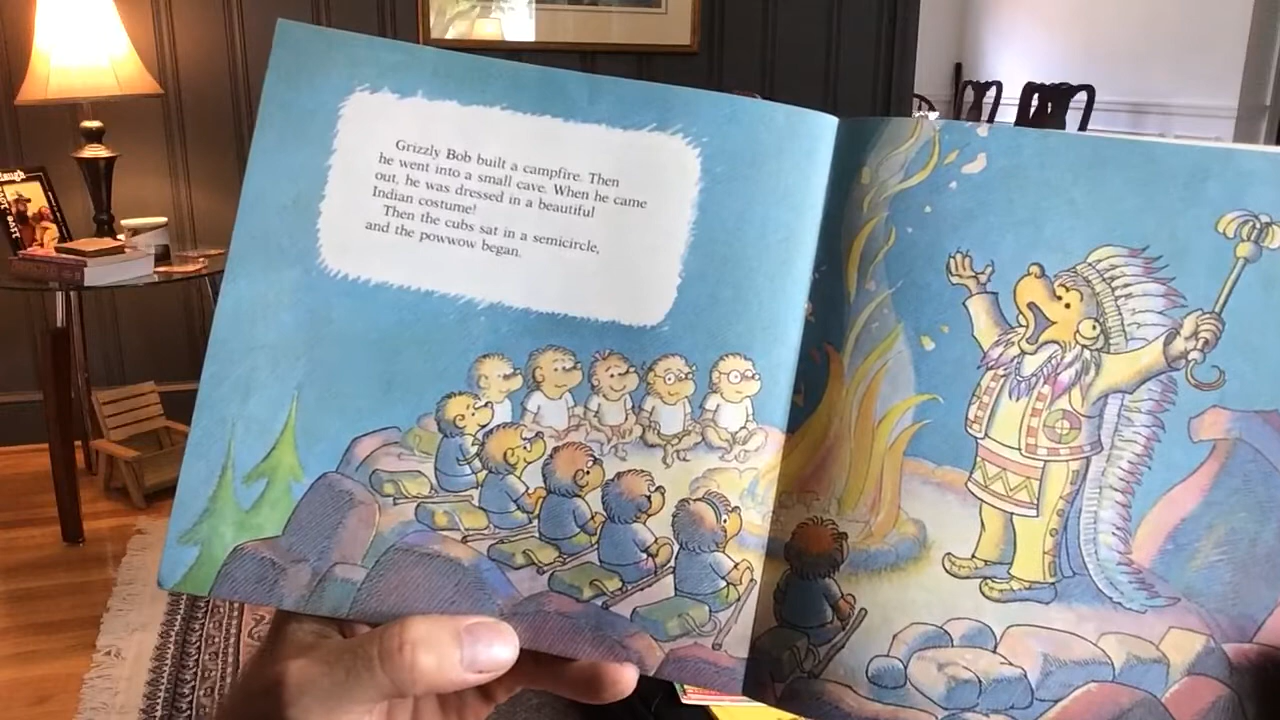 Grizzly Bob built a campfire. Then
he went into a small cave. When he came
out, he was dressed in a beautiful
Indian costume!
Then the cubs sat in a semicircle,
and the powwow began.